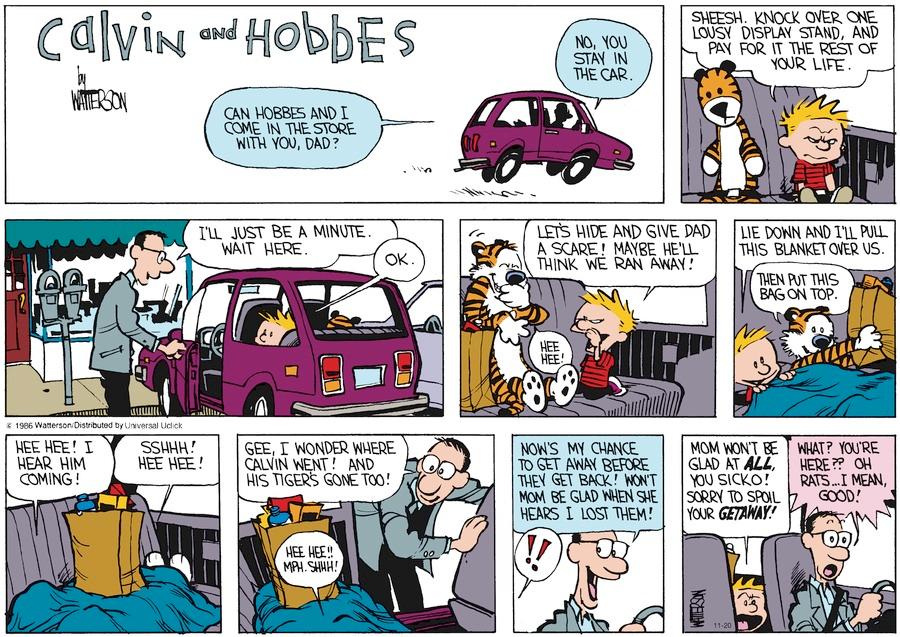 Calvin and Hobbes
by
WATTERSON
CAN HOBBES AND I
COME IN THE STORE
WITH YOU, DAD?
NO, YOU
STAY IN
THE CAR.
SHEESH. KNOCK OVER ONE
LOUSY DISPLAY STAND, AND
PAY FOR IT THE REST OF
YOUR LIFE.
I'LL JUST BE A MINUTE.
WAIT HERE.
OK.
LET'S HIDE AND GIVE DAD
A SCARE! MAYBE HE'LL
THINK WE RAN AWAY!
HEE
HEE!
LIE DOWN AND I'LL PULL
THIS BLANKET OVER US.
THEN PUT THIS
BAG ON TOP.
© 1986 Watterson/Distributed by Universal Uclick
HEE HEE! I
HEAR HIM
COMING!
SSHHH!
HEE HEE!
GEE, I WONDER WHERE
CALVIN WENT! AND
HIS TIGER'S GONE TOO!
HEE HEE!!
MPH. SHHH!
NOW'S MY CHANCE
TO GET AWAY BEFORE
THEY GET BACK! WON'T
MOM BE GLAD WHEN SHE
HEARS I LOST THEM!
!!
MOM WON'T BE
GLAD AT ALL,
YOU SICKO!
SORRY TO SPOIL
YOUR GETAWAY!
WHAT? YOU'RE
HERE?? OH
RATS...I MEAN,
GOOD!
WATTERSON
11-20